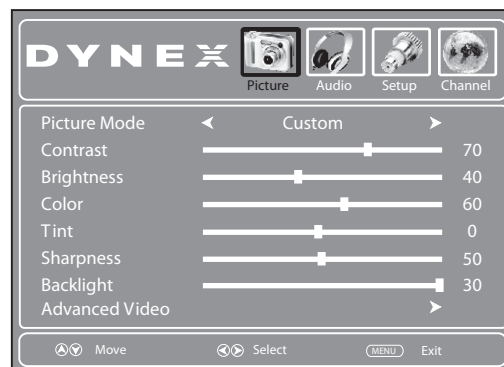 DYNEX
Picture Audio Setup Channel
Picture Mode Custom
Contrast 70
Brightness 40
Color 60
Tint 0
Sharpness 50
Backlight 30
Advanced Video
Move Select MENU Exit